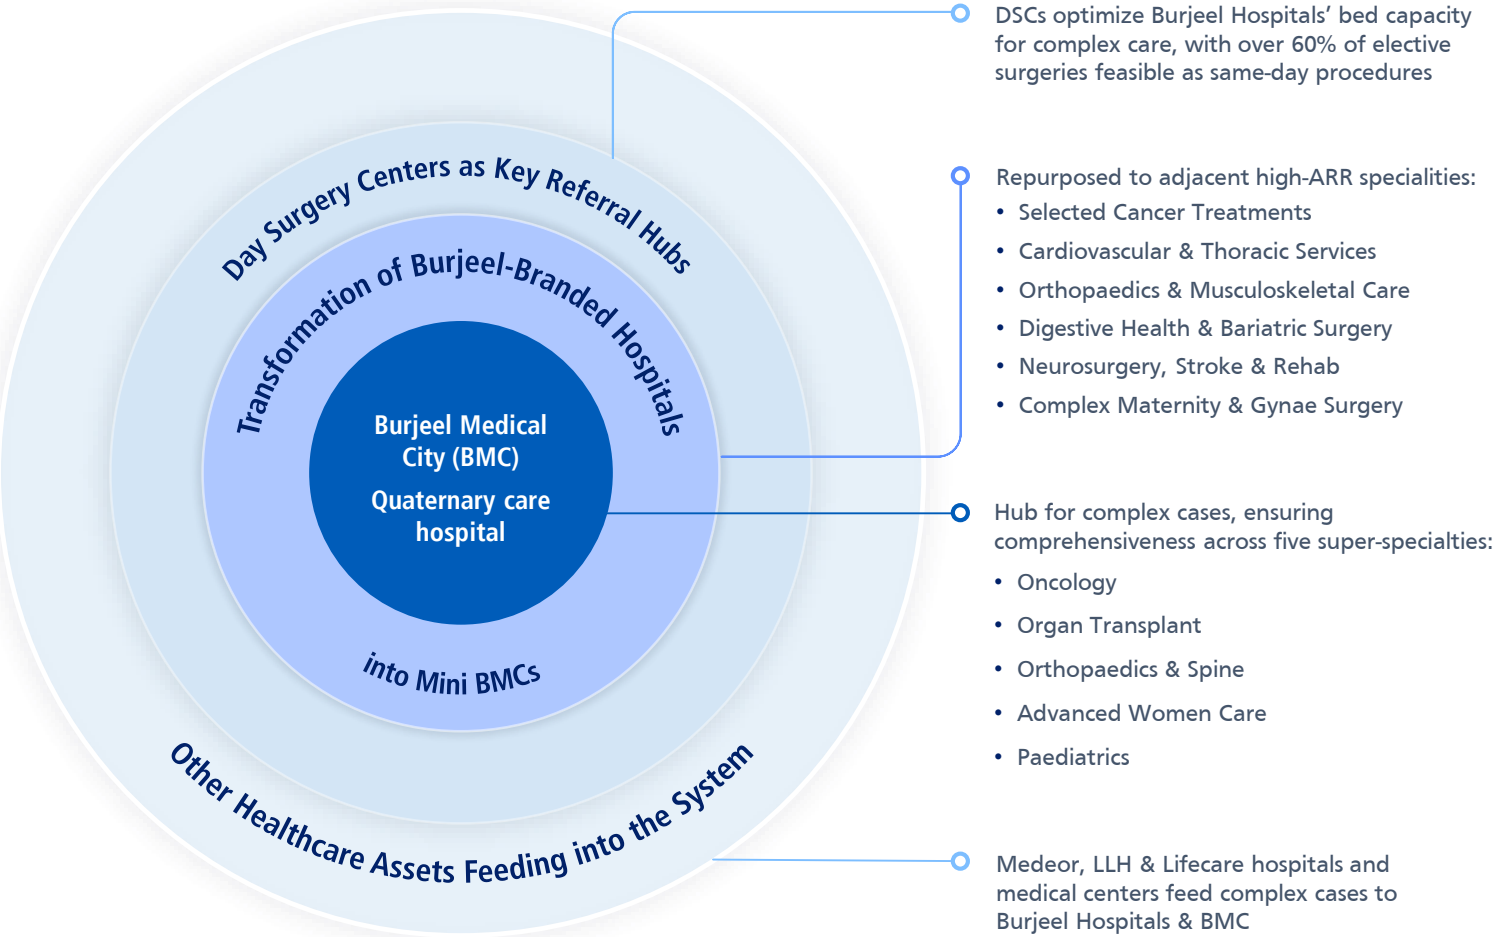 Day Surgery Centers as Key Referral Hubs
Transformation of Burjeel-Branded Hospitals
Burjeel Medical
City (BMC)
Quaternary care
hospital
into Mini BMCs
Other Healthcare Assets Feeding into the System
DSCs optimize Burjeel Hospitals’ bed capacity
for complex care, with over 60% of elective
surgeries feasible as same-day procedures
Repurposed to adjacent high-ARR specialities:
• Selected Cancer Treatments
• Cardiovascular & Thoracic Services
• Orthopaedics & Musculoskeletal Care
• Digestive Health & Bariatric Surgery
• Neurosurgery, Stroke & Rehab
• Complex Maternity & Gynae Surgery
Hub for complex cases, ensuring
comprehensiveness across five super-specialties:
• Oncology
• Organ Transplant
• Orthopaedics & Spine
• Advanced Women Care
• Paediatrics
Medeor, LLH & Lifecare hospitals and
medical centers feed complex cases to
Burjeel Hospitals & BMC